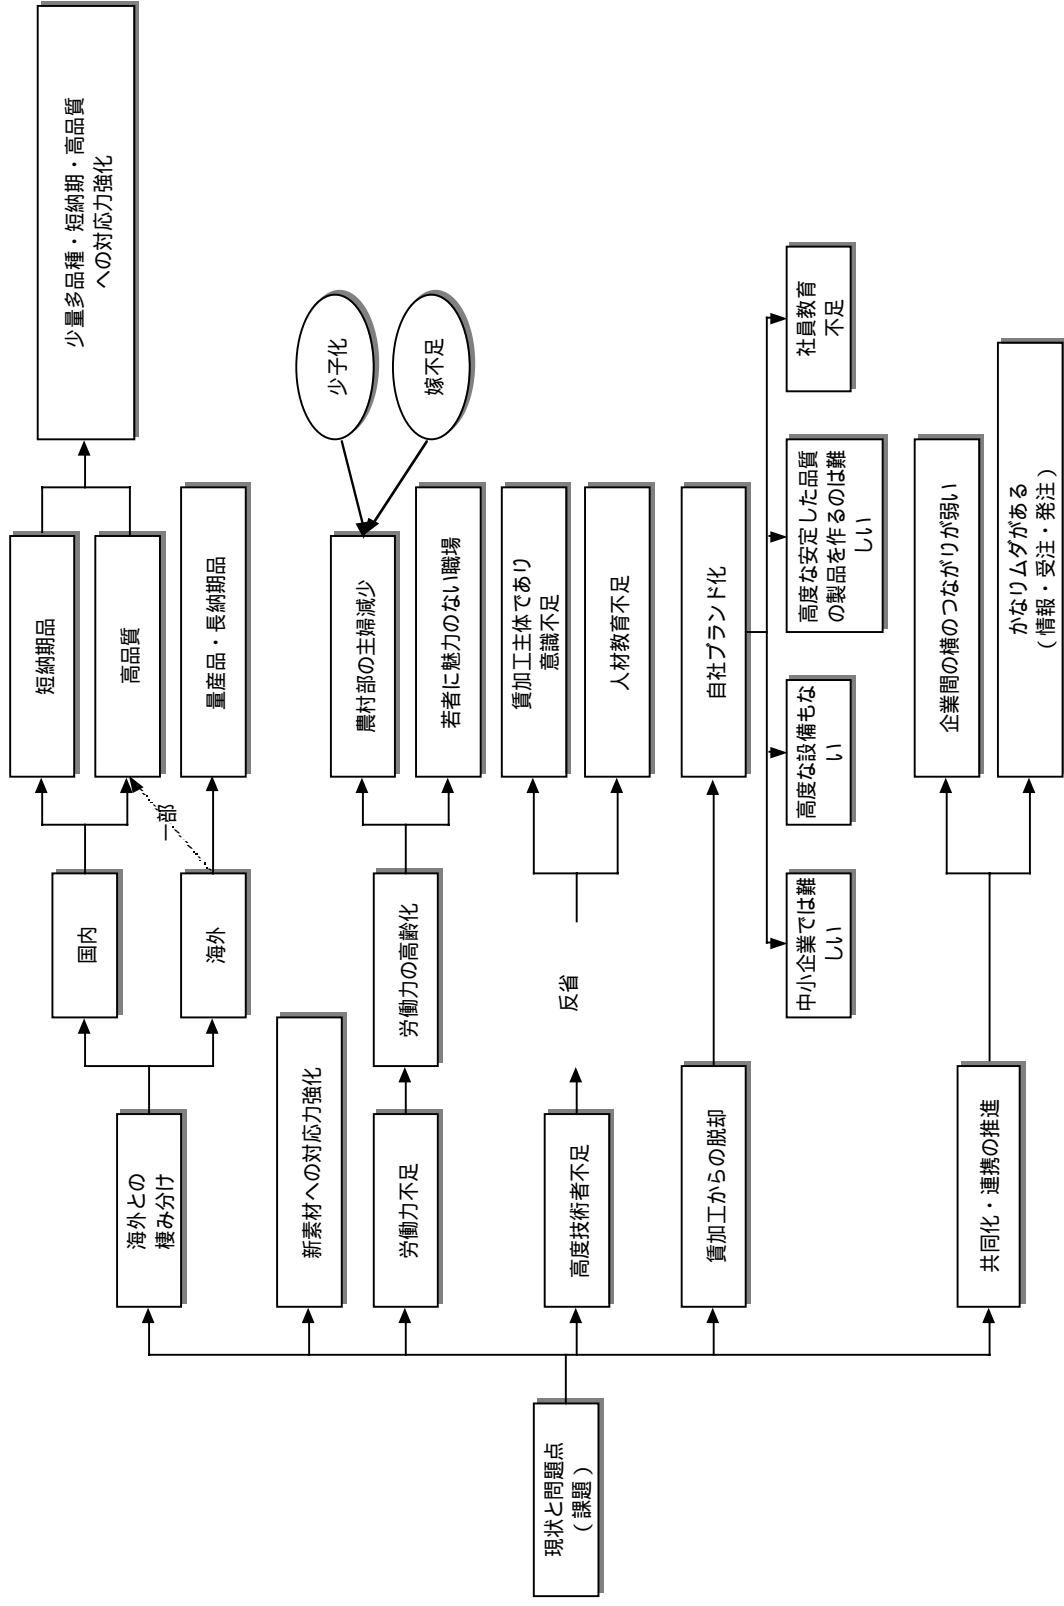 現状と問題点
（課題）
海外との
棲み分け
国内
短納期品
高品質
少量多品種・短納期・高品質
への対応力強化
海外
一部
量産品・長納期品
新素材への対応力強化
労働力不足
労働力の高齢化
農村部の主婦減少
少子化
嫁不足
若者に魅力のない職場
高度技術者不足
反省
賃加工主体であり
意識不足
人材教育不足
賃加工からの脱却
自社ブランド化
中小企業では難
しい
高度な設備もな
い
高度な安定した品質
の製品を作るのは難
しい
社員教育
不足
共同化・連携の推進
企業間の横のつながりが弱い
かなりムダがある
（情報・受注・発注）